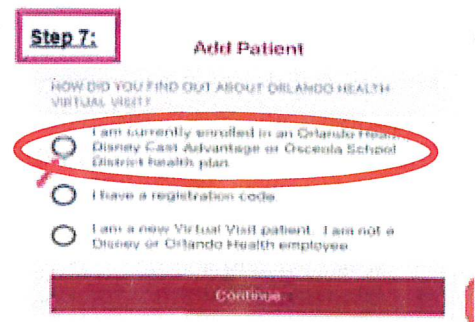 Step 7:
Add Patient
HOW DID YOU FIND OUT ABOUT ORLANDO HEALTH
VIRTUAL VISIT?
I am currently enrolled in an Orlando Health
Disney Cast Advantage or Osceola School
District health plan.
I have a registration code
I am a new Virtual Visit patient. I am not a
Disney or Orlando Health employee
Continue